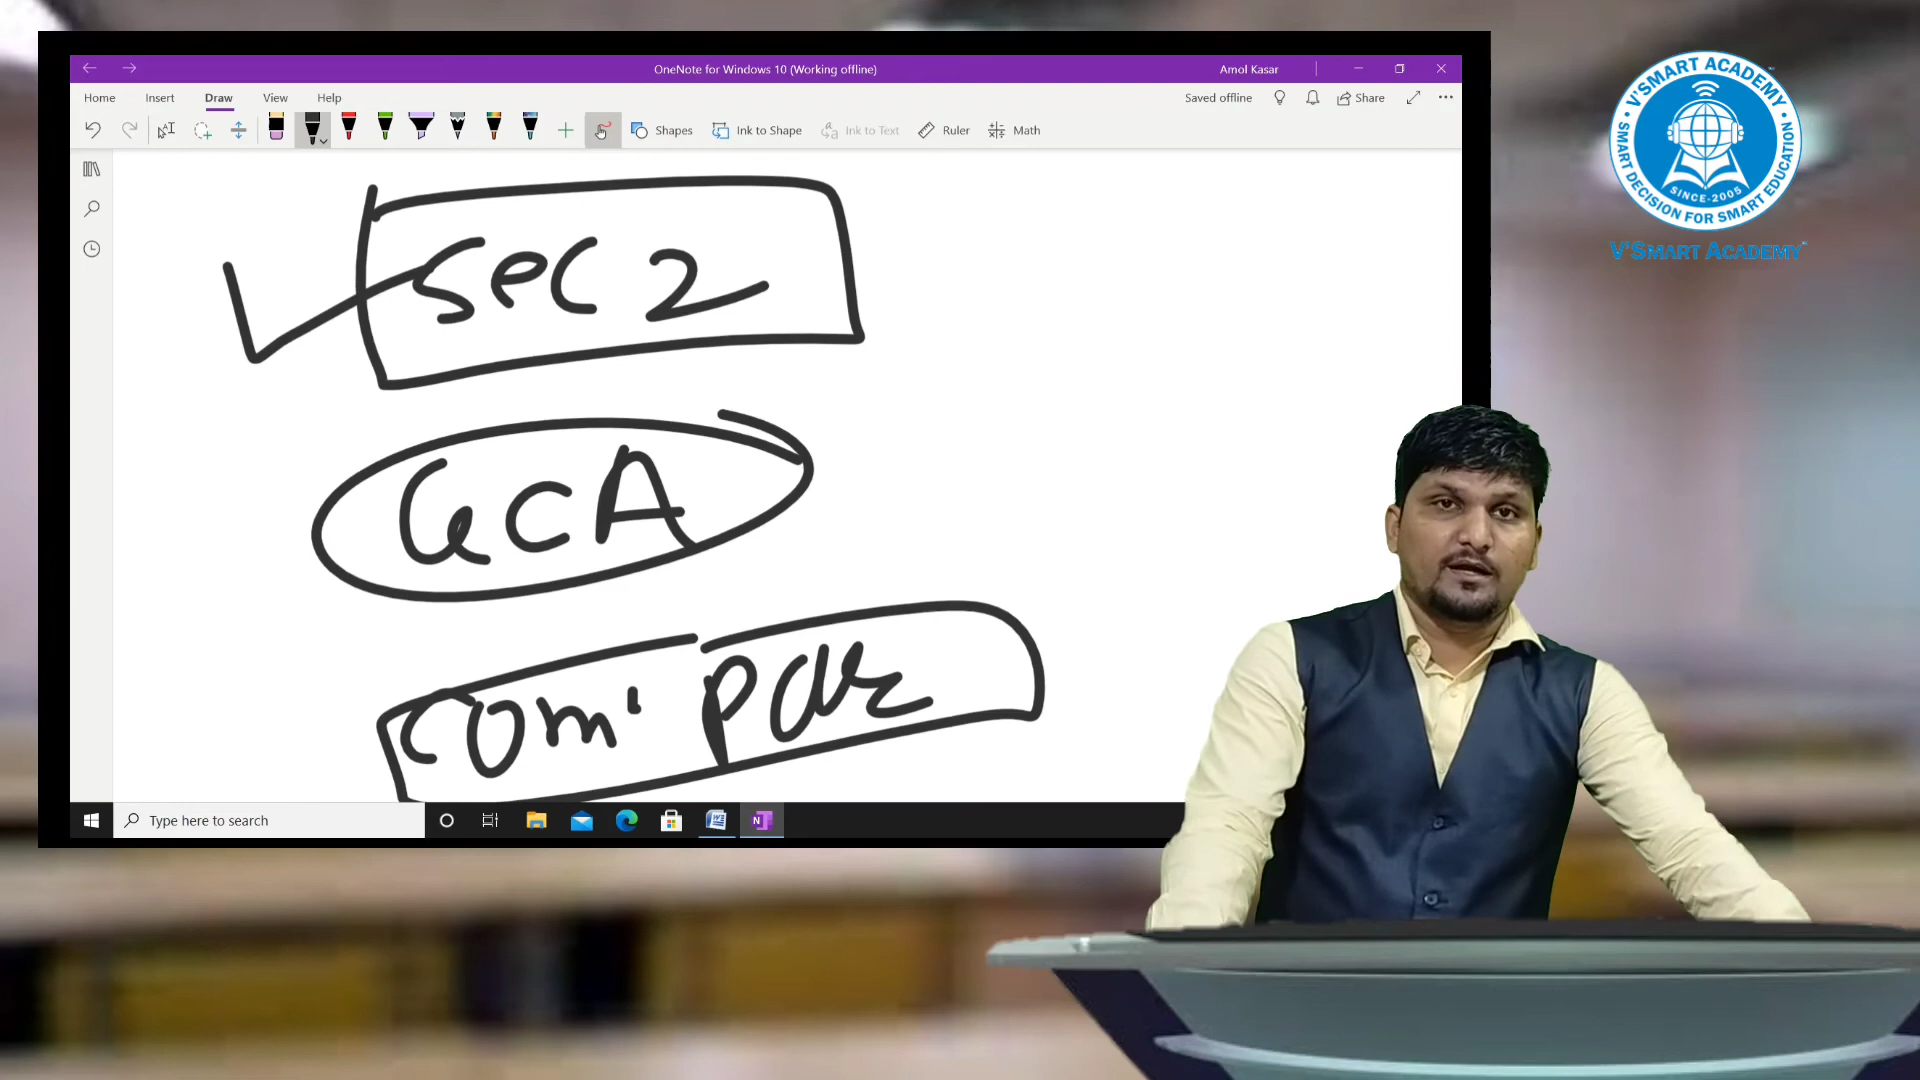 OneNote for Windows 10 (Working offline)
Amol Kasar
Home Insert Draw View Help
Saved offline
Share
Shapes
Ink to Shape
Ink to Text
Ruler
Math
Sec 2
GCA
com'
Type here to search
V'SMART ACADEMY
SINCE-2005
SMART DECISION FOR SMART EDUCATION
V'SMART ACADEMY™